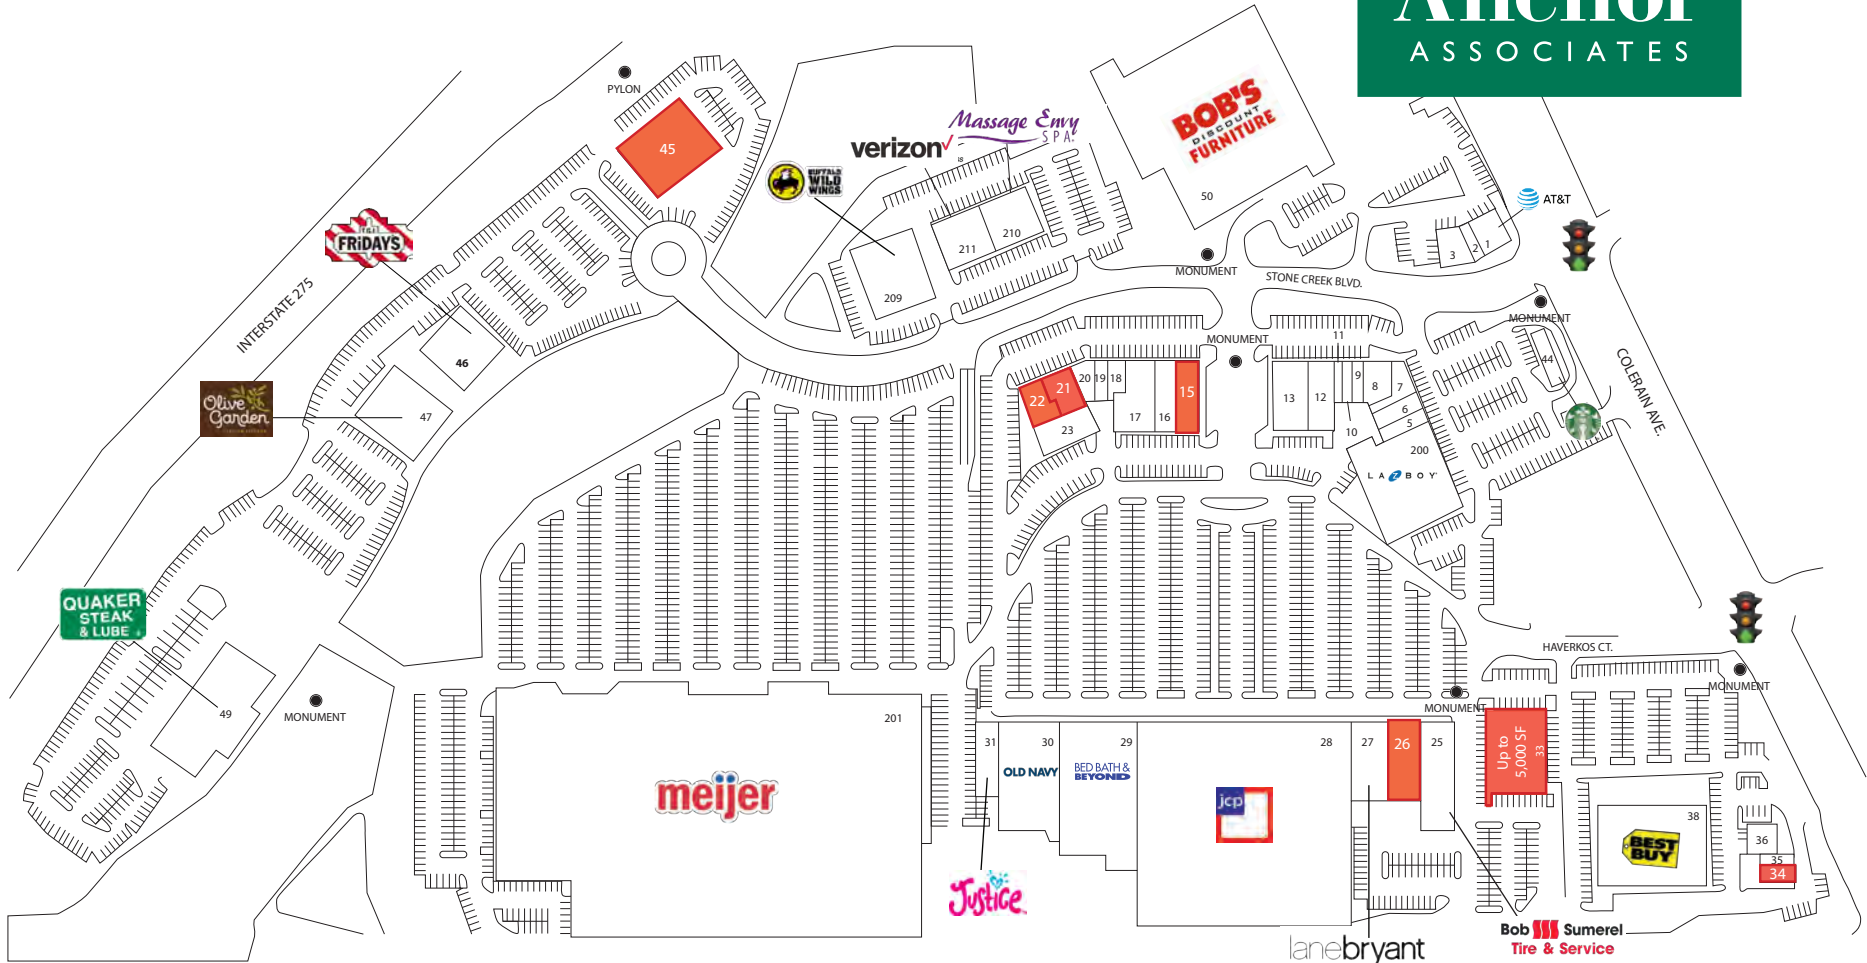 Anchor
ASSOCIATES
PYLON
45
BOB'S
DISCOUNT
FURNITURE
50
Massage Envy
SPA
verizon
BUFFALO
WILD
WINGS
AT&T
3
2
1
211
210
209
MONUMENT
STONE CREEK BLVD.
T.G.I.
FRiDAY'S
INTERSTATE 275
46
MONUMENT
44
COLERAIN AVE.
MONUMENT
11
Olive
Garden
47
22
21
20
19
18
17
16
15
23
13
12
9
8
7
6
5
10
200
LA Z BOY
QUAKER
STEAK
& LUBE
49
MONUMENT
HAVERKOS CT.
MONUMENT
MONUMENT
201
meijer
31
30
OLD NAVY
29
BED BATH &
BEYOND
28
jcp
27
26
25
Up to
5,000 SF
33
38
BEST
BUY
36
35
34
Justice
lanebryant
Bob Sumerel
Tire & Service